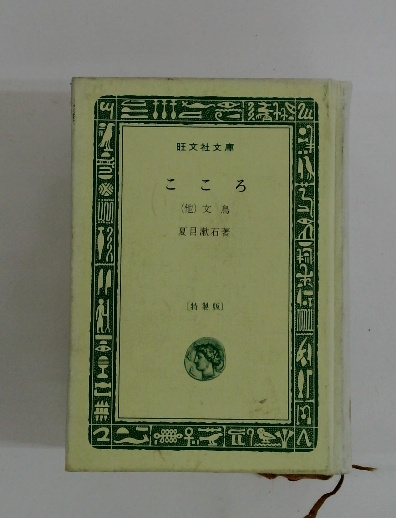 旺文社文庫
こころ
(他)文鳥
夏目漱石著
〔特製版〕